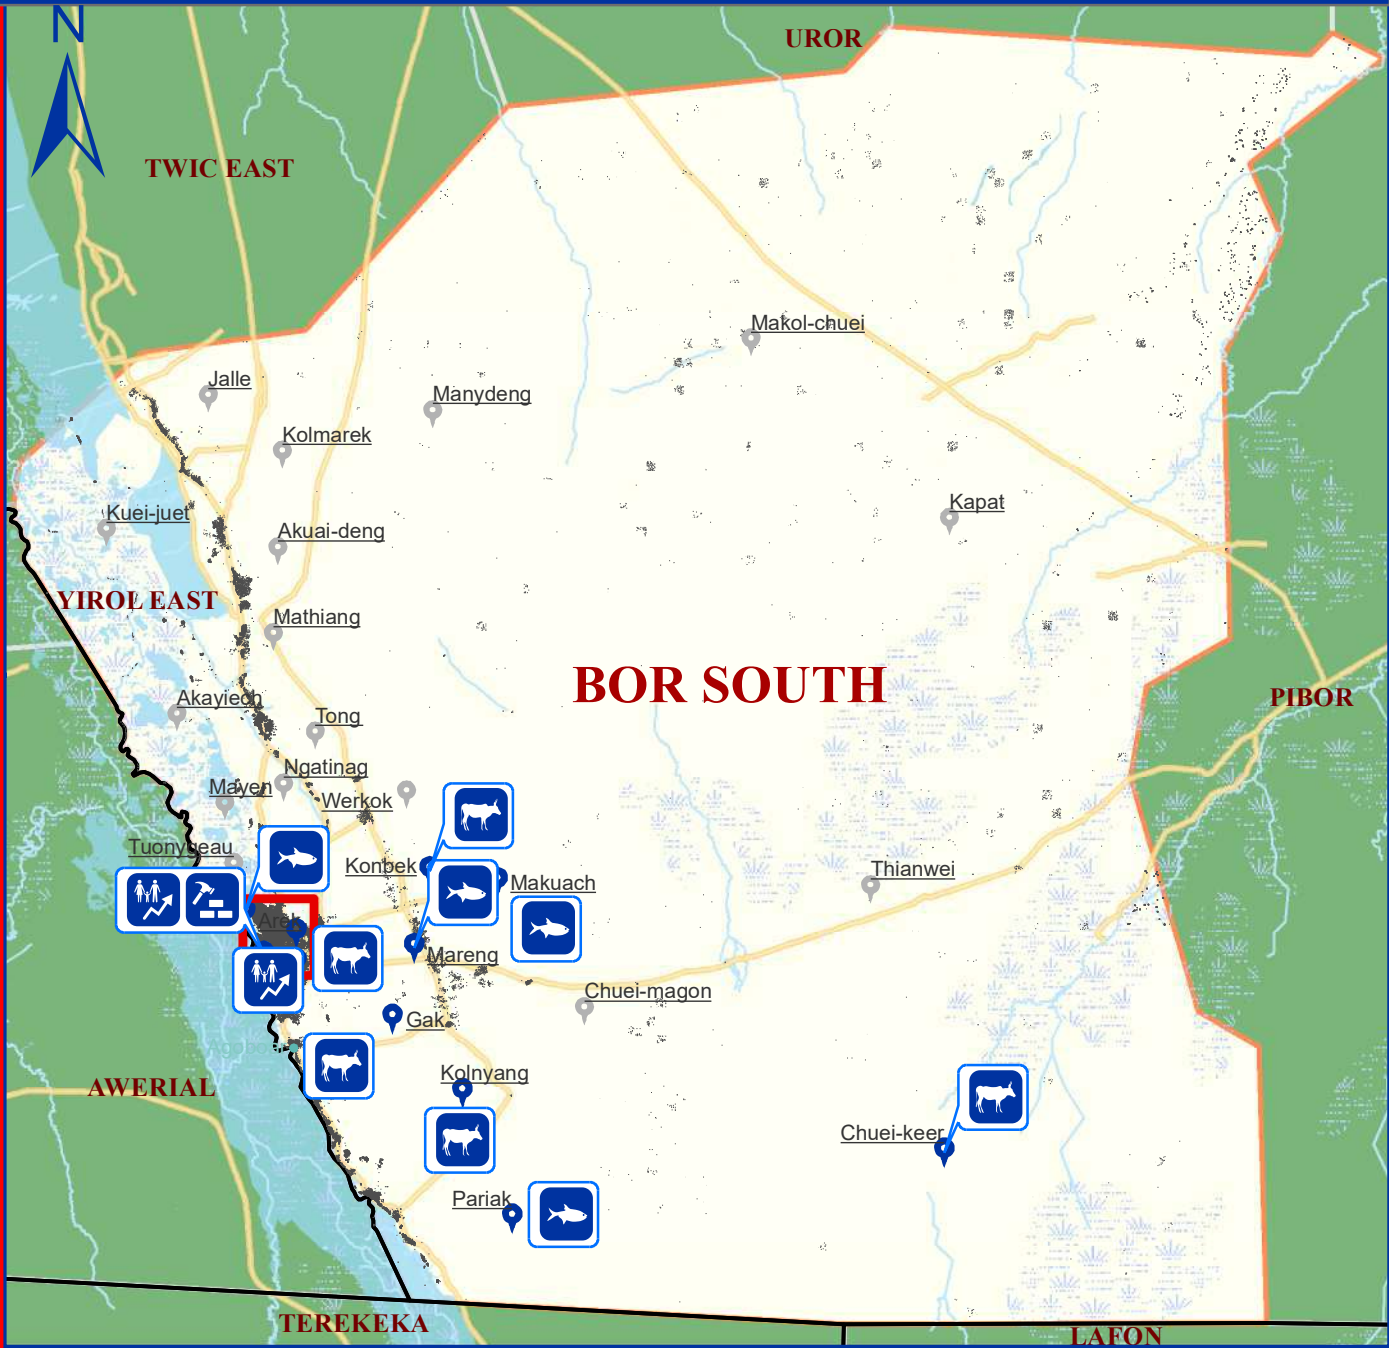 N
UROR
TWIC EAST
Makol-chuei
Jalle
Manydeng
Kolmarek
Kapat
Kuei-juet
Akuai-deng
YIROL EAST
Mathiang
BOR SOUTH
PIBOR
Akayiech
Tong
Ngatinag
Mayen
Werkok
Tuonygeau
Konbek
Makuach
Thianwei
Mareng
Chuei-magon
Gak
Kolnyang
AWERIAL
Chuei-keer
Pariak
TEREKEKA
LAFON